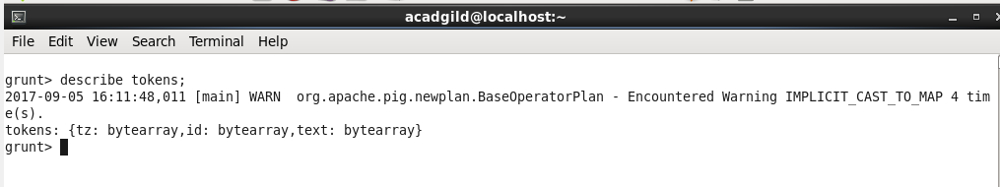 acadgild@localhost:~
File Edit View Search Terminal Help
grunt> describe tokens;
2017-09-05 16:11:48,011 [main] WARN  org.apache.pig.newplan.BaseOperatorPlan - Encountered Warning IMPLICIT_CAST_TO_MAP 4 tim
e(s).
tokens: {tz: bytearray,id: bytearray,text: bytearray}
grunt>